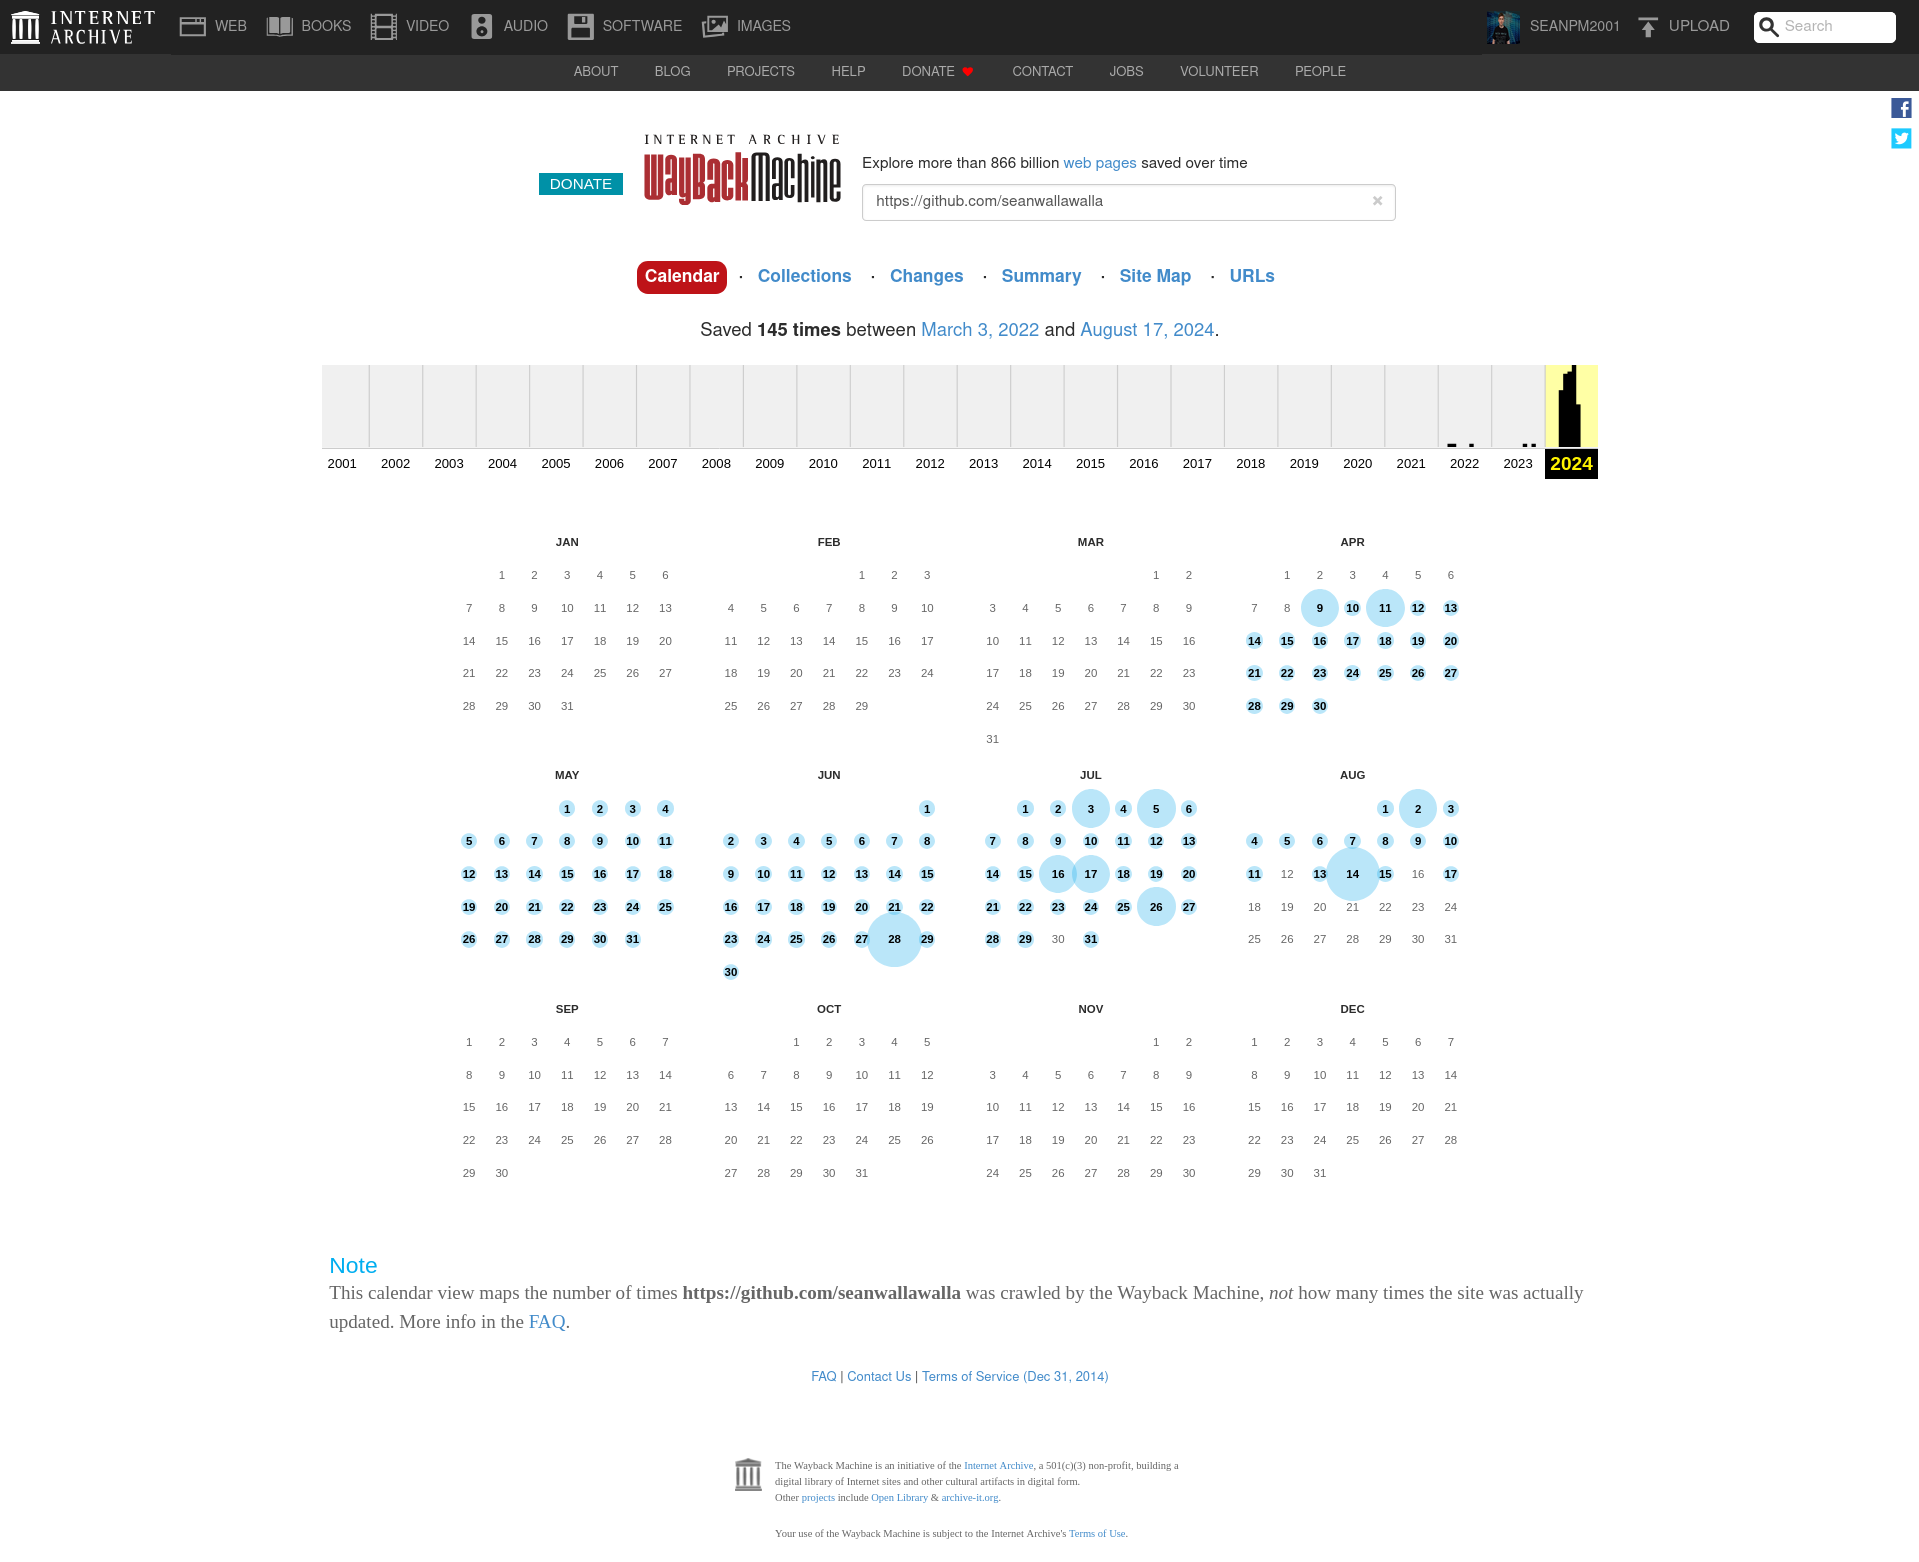 INTERNET ARCHIVE WEB BOOKS VIDEO AUDIO SOFTWARE IMAGES SEANPM2001 UPLOAD Search
ABOUT BLOG PROJECTS HELP DONATE CONTACT JOBS VOLUNTEER PEOPLE
INTERNET ARCHIVE
WayBackMachine
DONATE
Explore more than 866 billion web pages saved over time
https://github.com/seanwallawalla ×
Calendar · Collections · Changes · Summary · Site Map · URLs
Saved 145 times between March 3, 2022 and August 17, 2024.
2001 2002 2003 2004 2005 2006 2007 2008 2009 2010 2011 2012 2013 2014 2015 2016 2017 2018 2019 2020 2021 2022 2023 2024
JAN FEB MAR APR
1 2 3 4 5 6 1 2 3 1 2 1 2 3 4 5 6
7 8 9 10 11 12 13 4 5 6 7 8 9 10 3 4 5 6 7 8 9 7 8 9 10 11 12 13
14 15 16 17 18 19 20 11 12 13 14 15 16 17 10 11 12 13 14 15 16 14 15 16 17 18 19 20
21 22 23 24 25 26 27 18 19 20 21 22 23 24 17 18 19 20 21 22 23 21 22 23 24 25 26 27
28 29 30 31 25 26 27 28 29 24 25 26 27 28 29 30 28 29 30
31
MAY JUN JUL AUG
1 2 3 4 1 1 2 3 4 5 6 1 2 3
5 6 7 8 9 10 11 2 3 4 5 6 7 8 7 8 9 10 11 12 13 4 5 6 7 8 9 10
12 13 14 15 16 17 18 9 10 11 12 13 14 15 14 15 16 17 18 19 20 11 12 13 14 15 16 17
19 20 21 22 23 24 25 16 17 18 19 20 21 22 21 22 23 24 25 26 27 18 19 20 21 22 23 24
26 27 28 29 30 31 23 24 25 26 27 28 29 28 29 30 31 25 26 27 28 29 30 31
30
SEP OCT NOV DEC
1 2 3 4 5 6 7 1 2 3 4 5 1 2 1 2 3 4 5 6 7
8 9 10 11 12 13 14 6 7 8 9 10 11 12 3 4 5 6 7 8 9 8 9 10 11 12 13 14
15 16 17 18 19 20 21 13 14 15 16 17 18 19 10 11 12 13 14 15 16 15 16 17 18 19 20 21
22 23 24 25 26 27 28 20 21 22 23 24 25 26 17 18 19 20 21 22 23 22 23 24 25 26 27 28
29 30 27 28 29 30 31 24 25 26 27 28 29 30 29 30 31
Note
This calendar view maps the number of times https://github.com/seanwallawalla was crawled by the Wayback Machine, not how many times the site was actually
updated. More info in the FAQ.
FAQ | Contact Us | Terms of Service (Dec 31, 2014)
The Wayback Machine is an initiative of the Internet Archive, a 501(c)(3) non-profit, building a
digital library of Internet sites and other cultural artifacts in digital form.
Other projects include Open Library & archive-it.org.
Your use of the Wayback Machine is subject to the Internet Archive's Terms of Use.